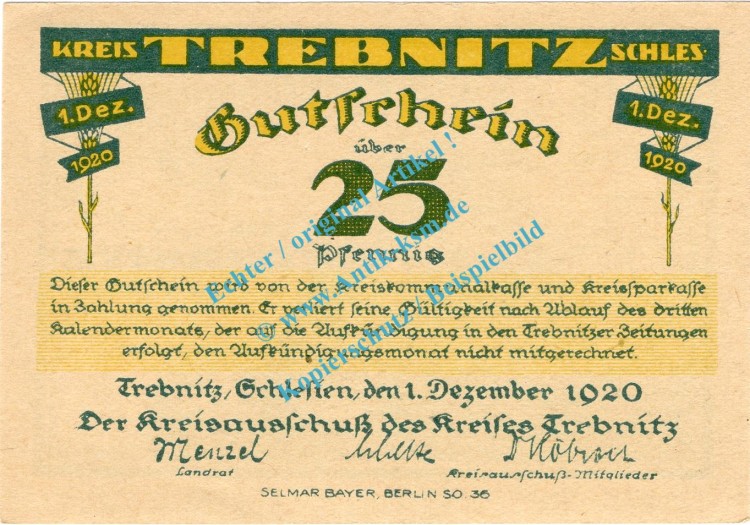 KREIS TREBNITZ SCHLES.
1. Dez.
1920
1. Dez.
1920
Gutschein
über
25
Pfennig
Dieser Gutschein wird von der Kreiskommunalkasse und Kreissparkasse
in Zahlung genommen. Er verliert seine Gültigkeit nach Ablauf des dritten
Kalendermonats, der auf die Aufkündigung in den Trebnitzer Zeitungen
erfolgt, den Aufkündigungsmonat nicht mitgerechnet.
Trebnitz, Schlesien, den 1. Dezember 1920
Der Kreisausschuß des Kreises Trebnitz
Menzel
Landrat
Kreisausschuß-Mitglieder
SELMAR BAYER, BERLIN SO. 36
Echter / original Artikel !
© www.Antik-ksm.de
Kopierschutz / Beispielbild